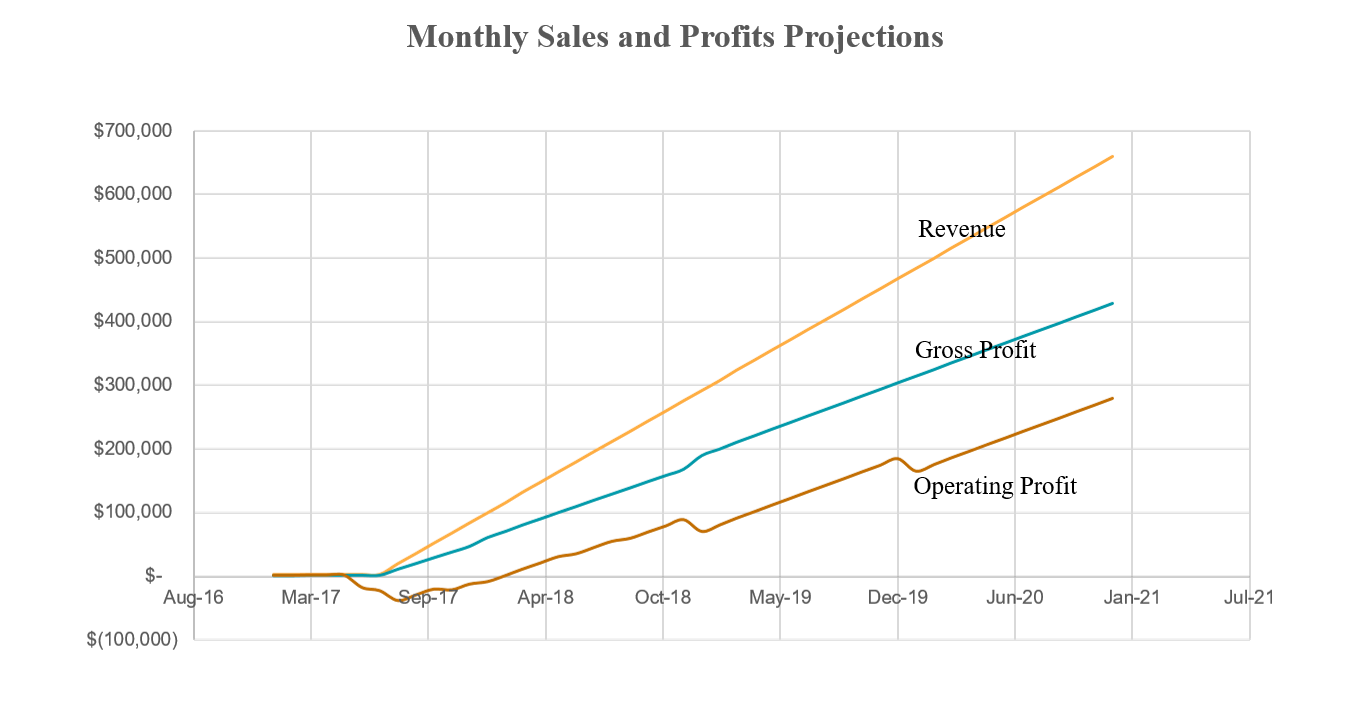 Monthly Sales and Profits Projections
$700,000
$600,000
$500,000
$400,000
$300,000
$200,000
$100,000
$-
$(100,000)
Revenue
Gross Profit
Operating Profit
Aug-16 Mar-17 Sep-17 Apr-18 Oct-18 May-19 Dec-19 Jun-20 Jan-21 Jul-21